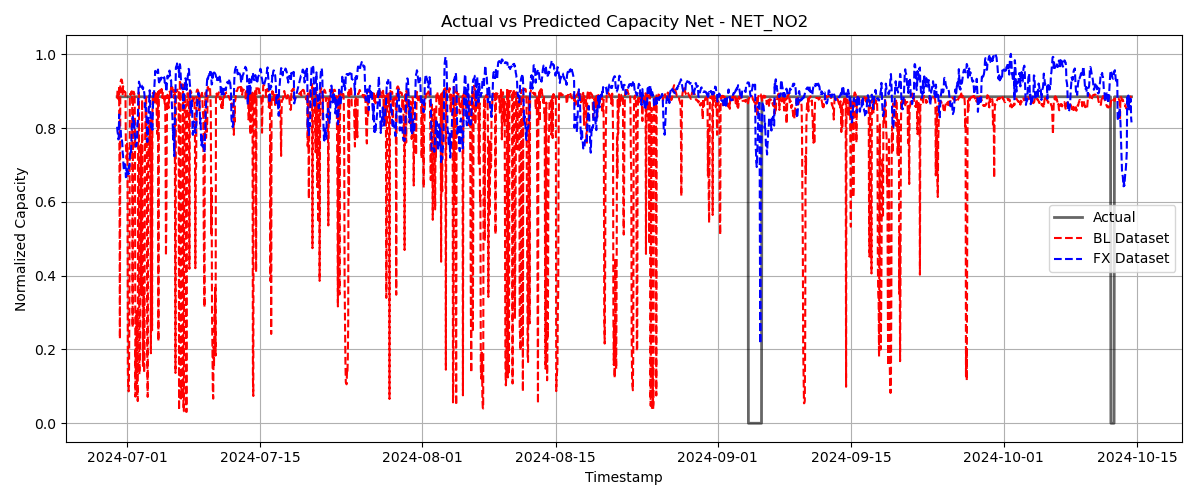 Actual vs Predicted Capacity Net - NET_NO2
Normalized Capacity
1.0
0.8
0.6
0.4
0.2
0.0
Actual
BL Dataset
FX Dataset
2024-07-01
2024-07-15
2024-08-01
2024-08-15
2024-09-01
2024-09-15
2024-10-01
2024-10-15
Timestamp